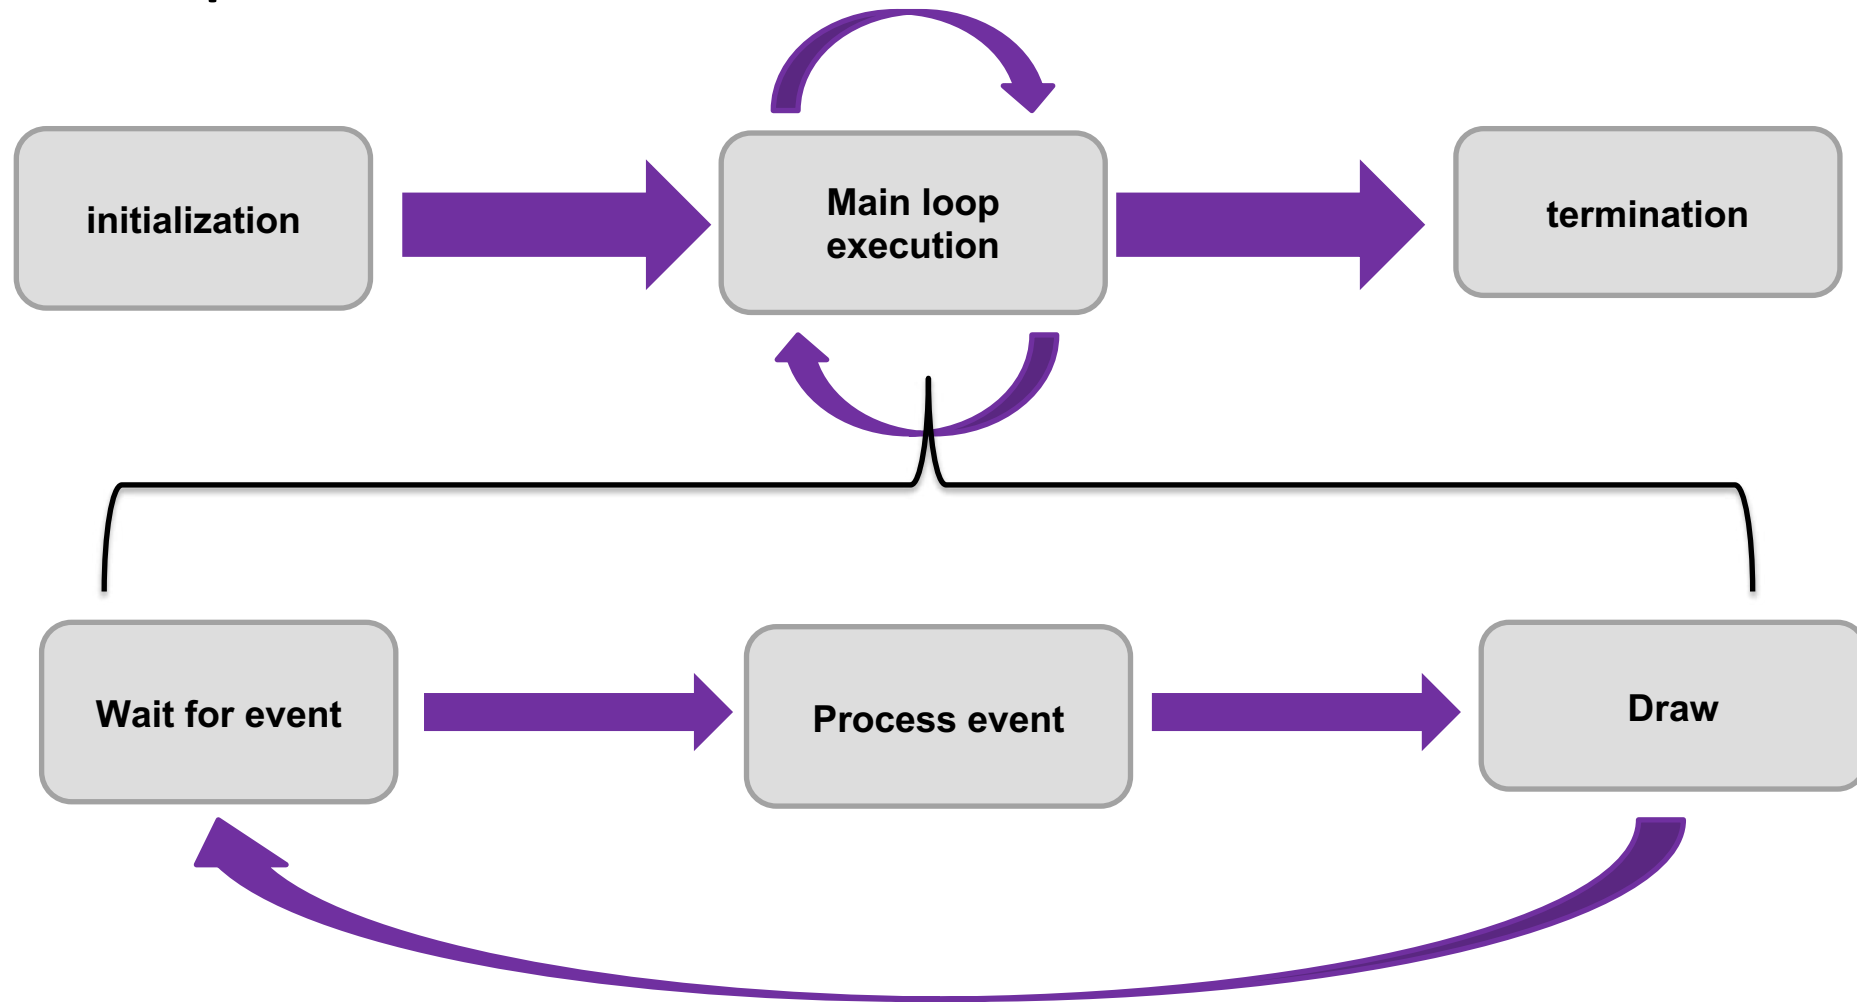 initialization
Main loop
execution
termination
Wait for event
Process event
Draw